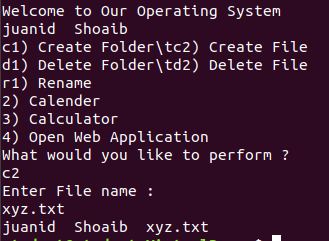 Welcome to Our Operating System
juanid  Shoaib
c1) Create Folder\tc2) Create File
d1) Delete Folder\td2) Delete File
r1) Rename
2) Calender
3) Calculator
4) Open Web Application
What would you like to perform ?
c2
Enter File name :
xyz.txt
juanid  Shoaib  xyz.txt